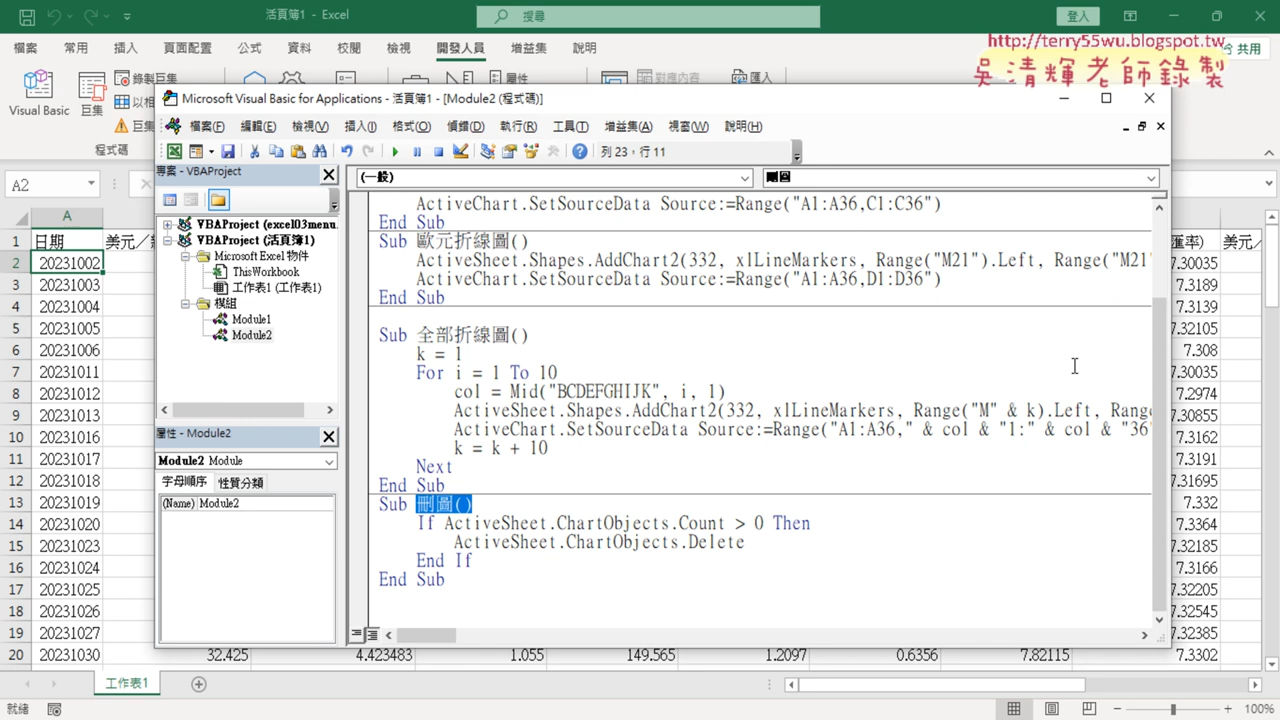 活頁簿1 - Excel
搜尋
登入
http://terry55wu.blogspot.tw
吳清輝老師錄製
檔案 常用 插入 頁面配置 公式 資料 校閱 檢視 開發人員 增益集 說明
共用
Visual Basic
巨集
錄製巨集
以相
巨集
程式碼
屬性
對應內容
匯入
Microsoft Visual Basic for Applications - 活頁簿1 - [Module2 (程式碼)]
檔案(F) 編輯(E) 檢視(V) 插入(I) 格式(O) 偵錯(D) 執行(R) 工具(T) 增益集(A) 視窗(W) 說明(H)
列 23，行 11
專案 - VBAProject
VBAProject (excel03menu.
VBAProject (活頁簿1)
Microsoft Excel 物件
ThisWorkbook
工作表1 (工作表1)
模組
Module1
Module2
屬性 - Module2
Module2 Module
字母順序 性質分類
(Name) Module2
(一般)
刪圖
ActiveChart.SetSourceData Source:=Range("A1:A36,C1:C36")
End Sub
Sub 歐元折線圖()
ActiveSheet.Shapes.AddChart2(332, xlLineMarkers, Range("M21").Left, Range("M21"
ActiveChart.SetSourceData Source:=Range("A1:A36,D1:D36")
End Sub
Sub 全部折線圖()
k = 1
For i = 1 To 10
col = Mid("BCDEFGHIJK", i, 1)
ActiveSheet.Shapes.AddChart2(332, xlLineMarkers, Range("M" & k).Left, Rang
ActiveChart.SetSourceData Source:=Range("A1:A36," & col & "1:" & col & "36"
k = k + 10
Next
End Sub
Sub 刪圖()
If ActiveSheet.ChartObjects.Count > 0 Then
ActiveSheet.ChartObjects.Delete
End If
End Sub
A2
A
1 日期 美元／ 匯率) 美元／
2 20231002 7.30035
3 20231003 7.3189
4 20231004 7.3139
5 20231005 7.32105
6 20231006 7.308
7 20231011 7.30035
8 20231012 7.2974
9 20231013 7.30855
10 20231016 7.3162
11 20231017 7.3191
12 20231018 7.31695
13 20231019 7.332
14 20231020 7.3364
15 20231023 7.32185
16 20231024 7.3166
17 20231025 7.32205
18 20231026 7.32545
19 20231027 7.32385
20 20231030 32.425 4.423483 1.055 149.565 1.2097 0.6356 7.82115 7.3302
工作表1
就緒
100%